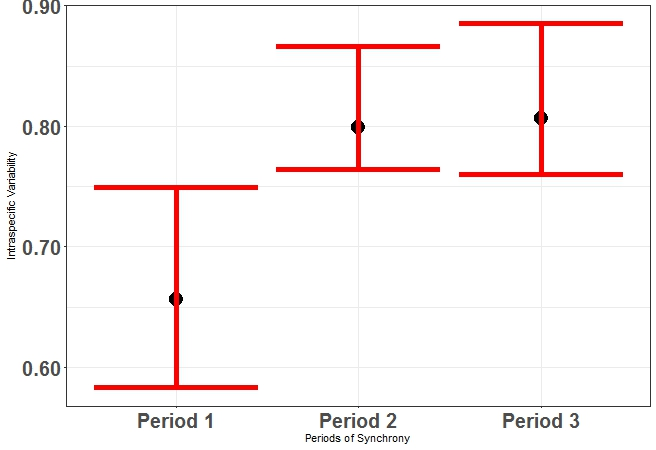 0.90
0.80
0.70
0.60
Intraspecific Variability
Period 1
Period 2
Period 3
Periods of Synchrony